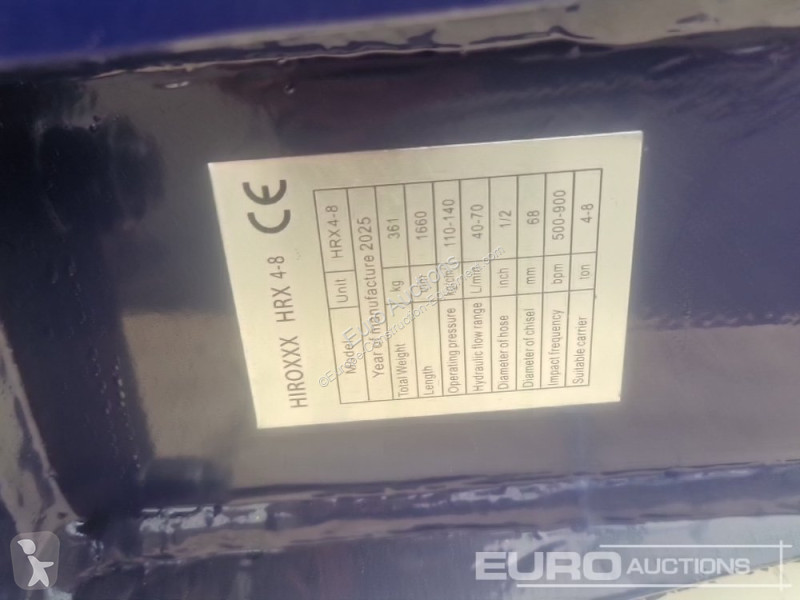 HIROXXX HRX 4-8 CE
Model Unit HRX 4-8
Year of manufacture 2025
Total Weight kg 361
Length mm 1660
Operating pressure 110-140
Hydraulic flow range L/min 40-70
Diameter of hose inch 1/2
Diameter of chisel mm 68
Impact frequency bpm 500-900
Suitable carrier ton 4-8
EURO AUCTIONS